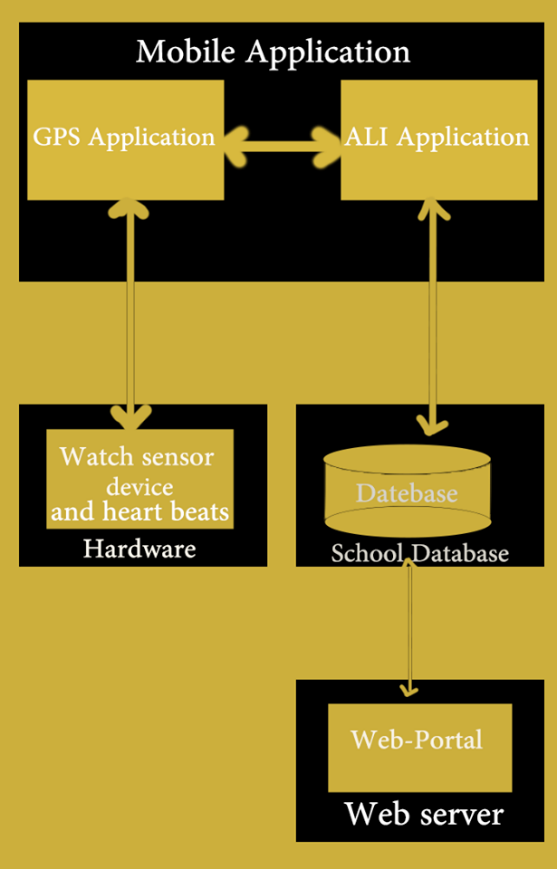 Mobile Application
GPS Application
ALI Application
Watch sensor
device
and heart beats
Hardware
Datebase
School Database
Web-Portal
Web server